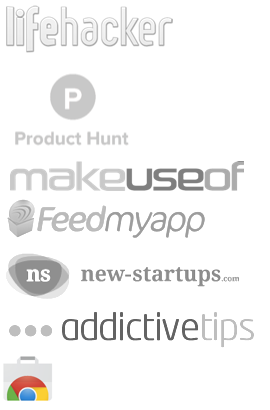 lifehacker
P
Product Hunt
makeuseof
Feedmyapp
ns new-startups.com
addictivetips